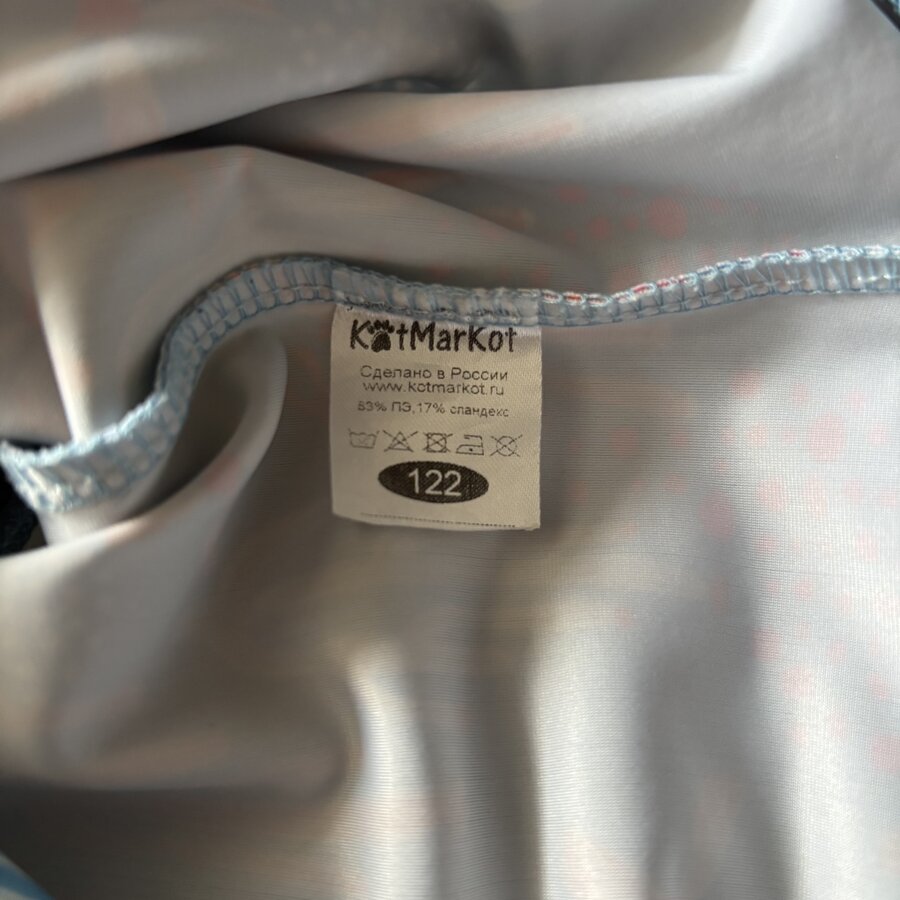 KotMarKot
Сделано в России
www.kotmarkot.ru
83% ПЭ,17% спандекс
122